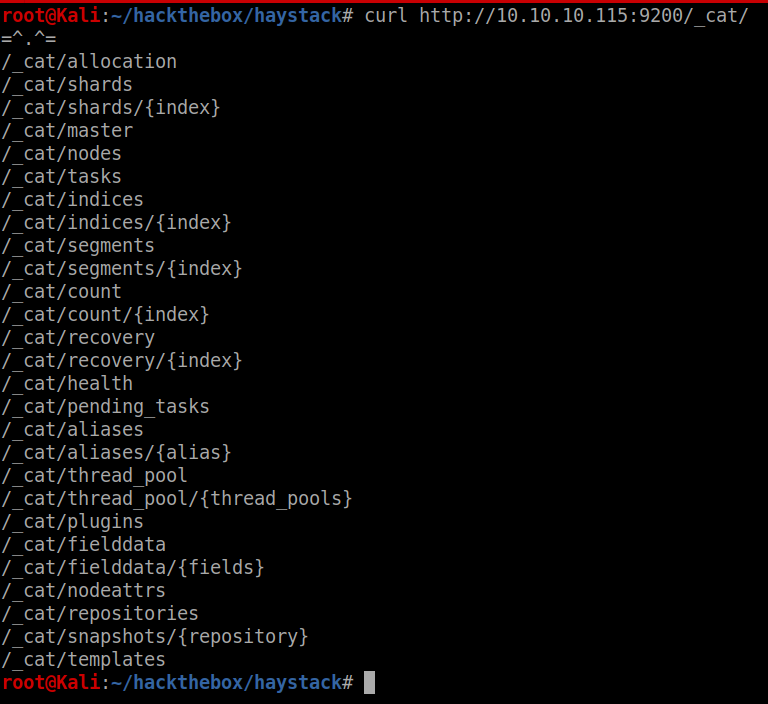 root@Kali:~/hackthebox/haystack# curl http://10.10.10.115:9200/_cat/
=^.^=
/_cat/allocation
/_cat/shards
/_cat/shards/{index}
/_cat/master
/_cat/nodes
/_cat/tasks
/_cat/indices
/_cat/indices/{index}
/_cat/segments
/_cat/segments/{index}
/_cat/count
/_cat/count/{index}
/_cat/recovery
/_cat/recovery/{index}
/_cat/health
/_cat/pending_tasks
/_cat/aliases
/_cat/aliases/{alias}
/_cat/thread_pool
/_cat/thread_pool/{thread_pools}
/_cat/plugins
/_cat/fielddata
/_cat/fielddata/{fields}
/_cat/nodeattrs
/_cat/repositories
/_cat/snapshots/{repository}
/_cat/templates
root@Kali:~/hackthebox/haystack#